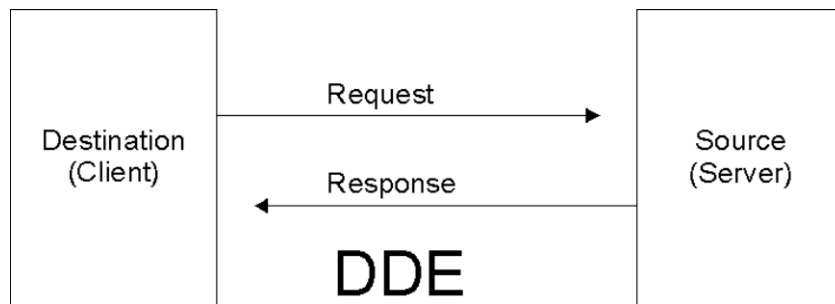 Request
Destination
(Client)
Source
(Server)
Response
DDE